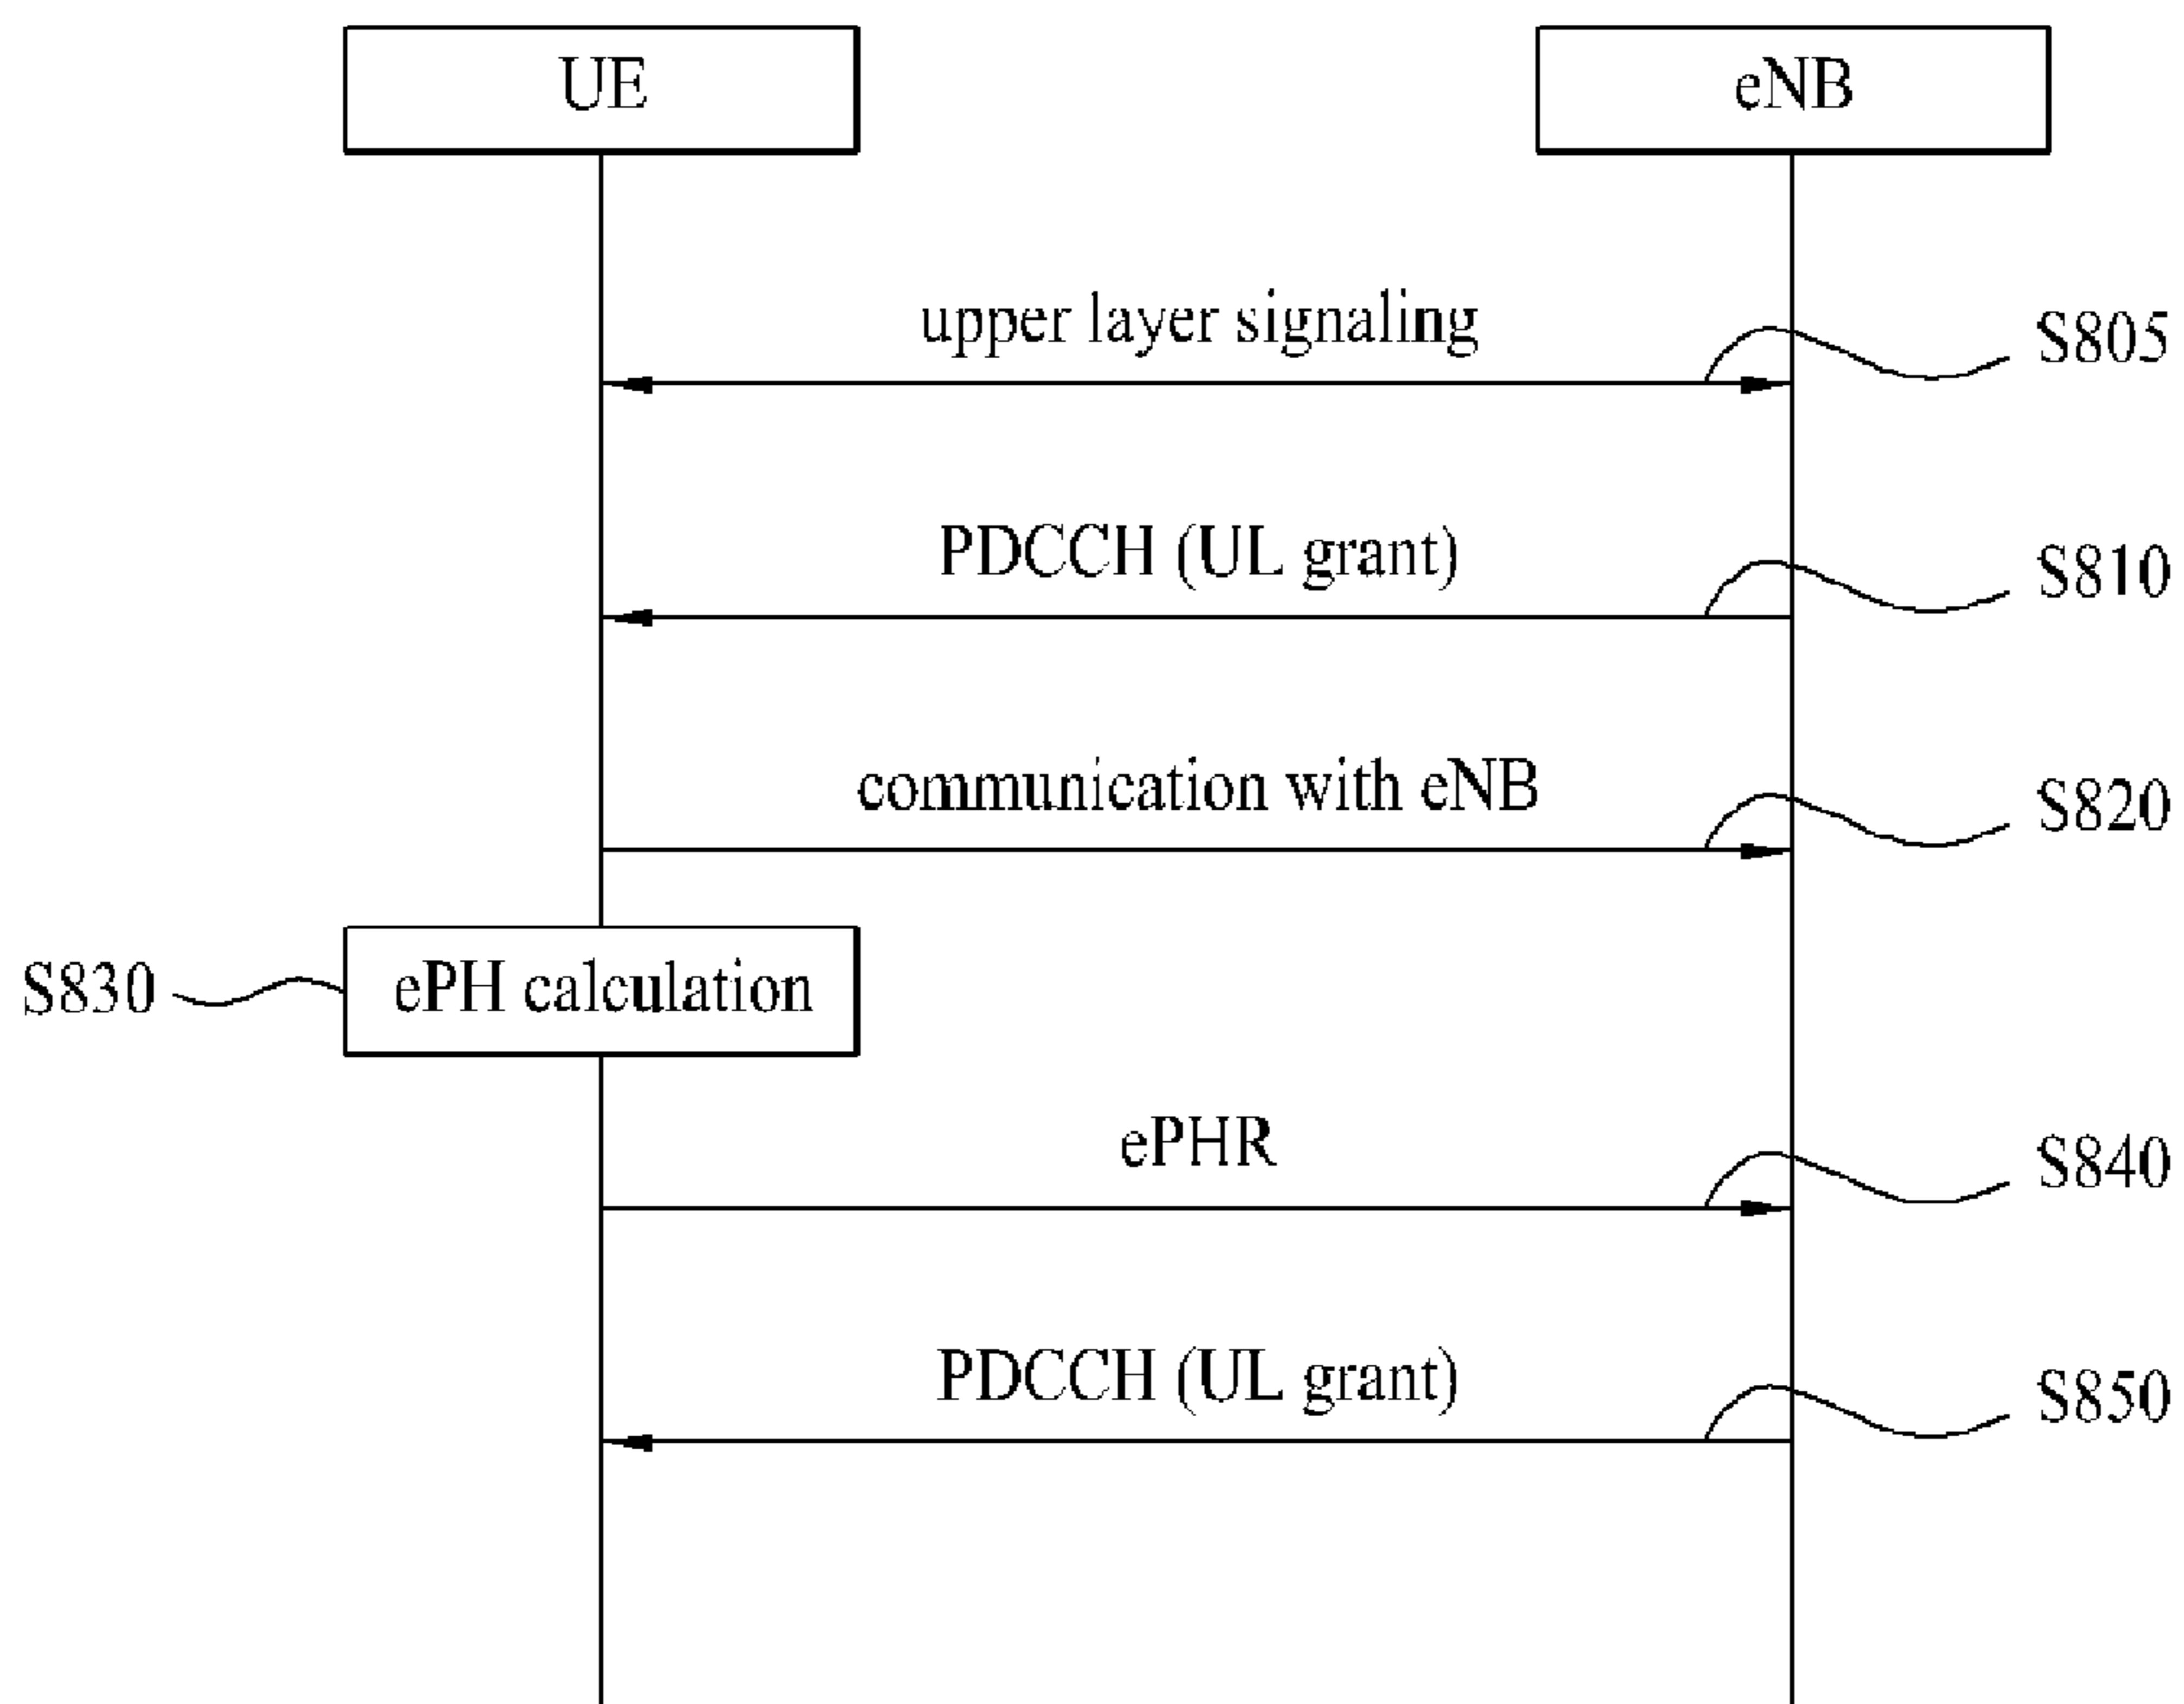 UE
eNB
upper layer signaling
S805
PDCCH (UL grant)
S810
communication with eNB
S820
S830
ePH calculation
ePHR
S840
PDCCH (UL grant)
S850